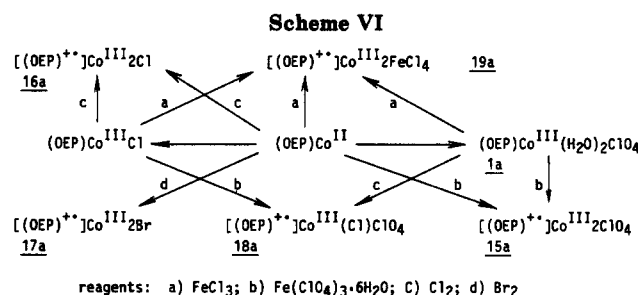 Scheme VI
[(OEP)+•]CoIII2Cl [(OEP)+•]CoIII2FeCl4 19a
16a
c a c a a
(OEP)CoIIICl (OEP)CoII (OEP)CoIII(H2O)2ClO4
1a
d b c b b
[(OEP)+•]CoIII2Br [(OEP)+•]CoIII(Cl)ClO4 [(OEP)+•]CoIII2ClO4
17a 18a 15a
reagents: a) FeCl3; b) Fe(ClO4)3·6H2O; C) Cl2; d) Br2